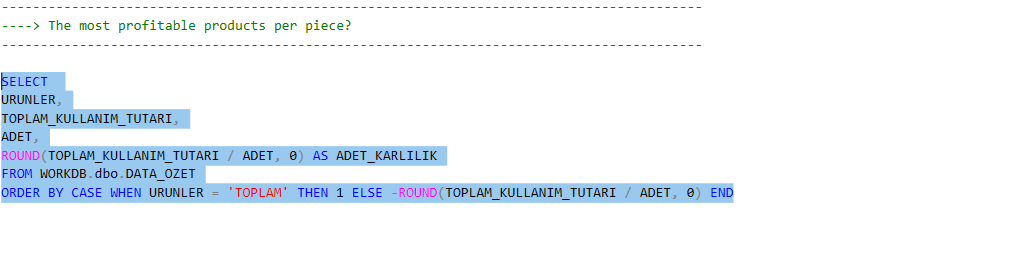 ----------------------------------------------------------------------------------------
----> The most profitable products per piece?
----------------------------------------------------------------------------------------
SELECT
URUNLER,
TOPLAM_KULLANIM_TUTARI,
ADET,
ROUND(TOPLAM_KULLANIM_TUTARI / ADET, 0) AS ADET_KARLILIK
FROM WORKDB.dbo.DATA_OZET
ORDER BY CASE WHEN URUNLER = 'TOPLAM' THEN 1 ELSE -ROUND(TOPLAM_KULLANIM_TUTARI / ADET, 0) END